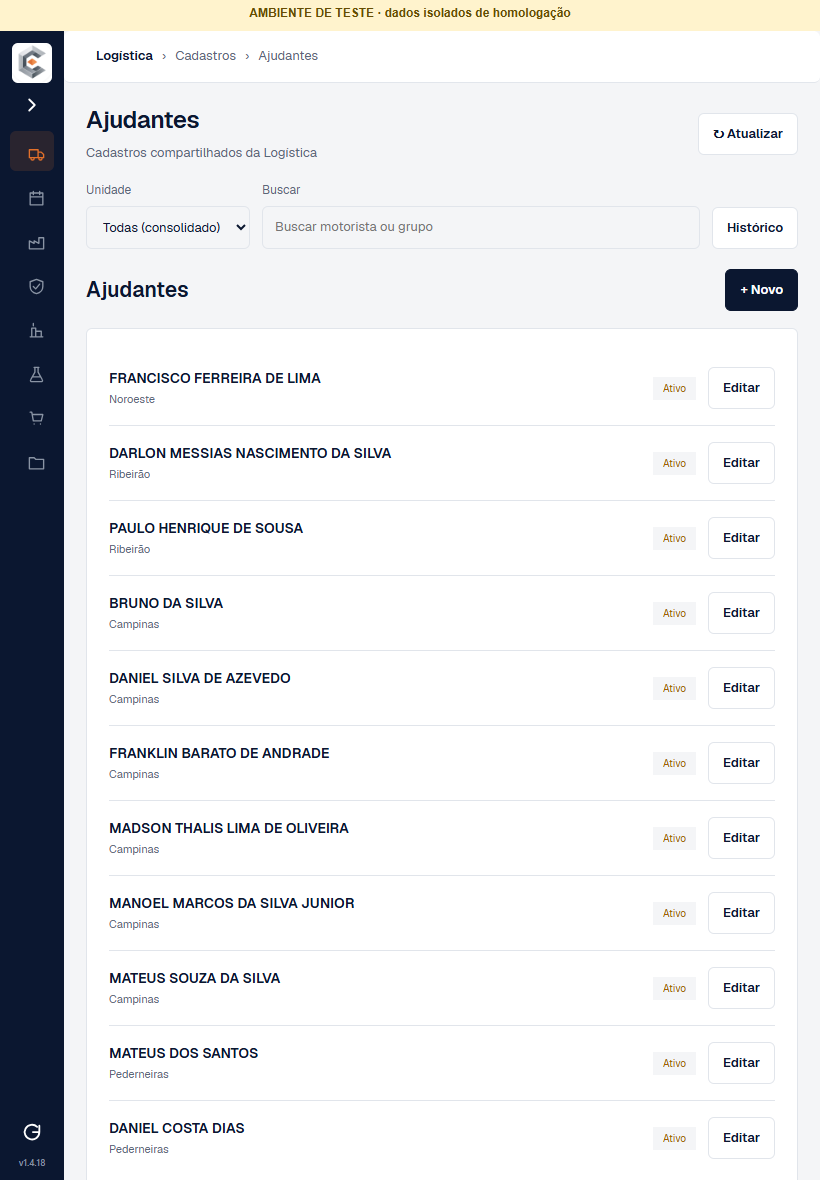 AMBIENTE DE TESTE · dados isolados de homologação
Logística › Cadastros › Ajudantes
Ajudantes
Cadastros compartilhados da Logística
↻ Atualizar
Unidade
Buscar
Todas (consolidado)
Buscar motorista ou grupo
Histórico
Ajudantes
+ Novo
FRANCISCO FERREIRA DE LIMA
Noroeste
Ativo
Editar
DARLON MESSIAS NASCIMENTO DA SILVA
Ribeirão
Ativo
Editar
PAULO HENRIQUE DE SOUSA
Ribeirão
Ativo
Editar
BRUNO DA SILVA
Campinas
Ativo
Editar
DANIEL SILVA DE AZEVEDO
Campinas
Ativo
Editar
FRANKLIN BARATO DE ANDRADE
Campinas
Ativo
Editar
MADSON THALIS LIMA DE OLIVEIRA
Campinas
Ativo
Editar
MANOEL MARCOS DA SILVA JUNIOR
Campinas
Ativo
Editar
MATEUS SOUZA DA SILVA
Campinas
Ativo
Editar
MATEUS DOS SANTOS
Pederneiras
Ativo
Editar
DANIEL COSTA DIAS
Pederneiras
Ativo
Editar
v1.4.18